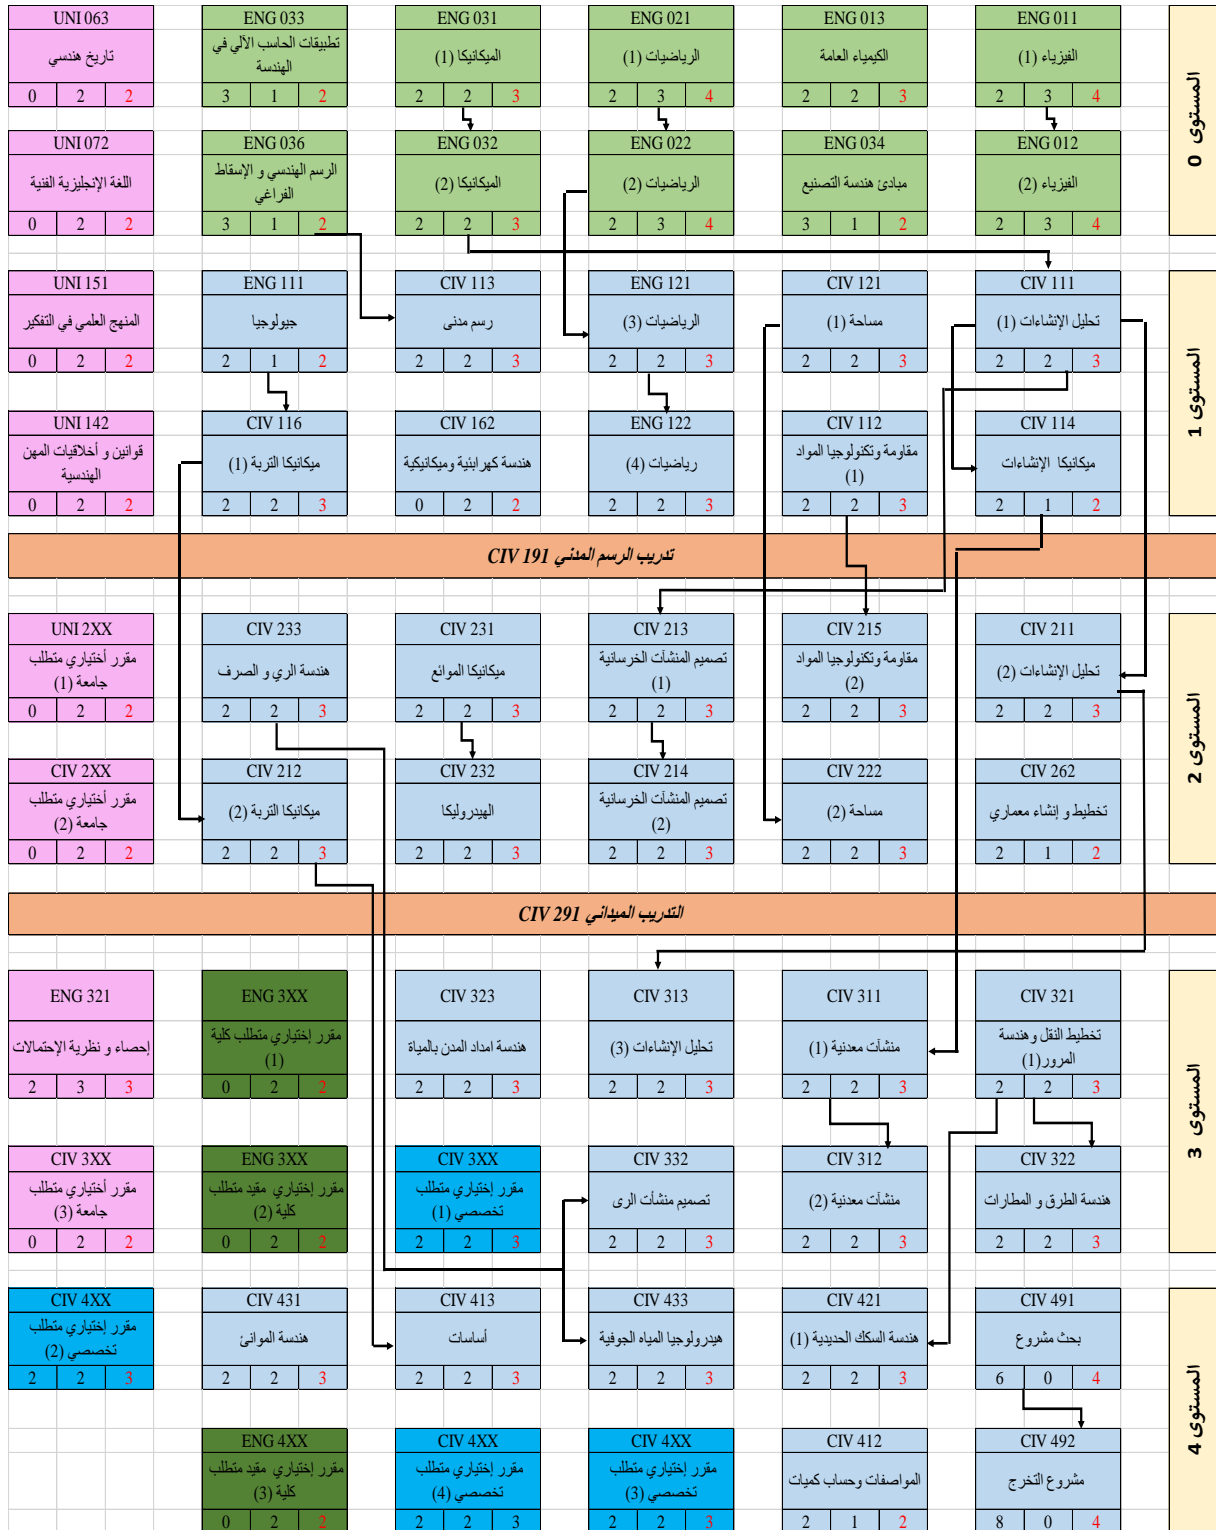 المستوى 0
ENG 011
الفيزياء (1)
2 3 4
ENG 013
الكيمياء العامة
2 2 3
ENG 021
الرياضيات (1)
2 3 4
ENG 031
الميكانيكا (1)
2 2 3
ENG 033
تطبيقات الحاسب الآلي في
الهندسة
3 1 2
UNI 063
تاريخ هندسي
0 2 2
ENG 012
الفيزياء (2)
2 3 4
ENG 034
مبادئ هندسة التصنيع
3 1 2
ENG 022
الرياضيات (2)
2 3 4
ENG 032
الميكانيكا (2)
2 2 3
ENG 036
الرسم الهندسي و الإسقاط
الفراغي
3 1 2
UNI 072
اللغة الإنجليزية الفنية
0 2 2
المستوى 1
CIV 111
تحليل الإنشاءات (1)
2 2 3
CIV 121
مساحة (1)
2 2 3
ENG 121
الرياضيات (3)
2 2 3
CIV 113
رسم مدنى
2 2 3
ENG 111
جيولوجيا
2 1 2
UNI 151
المنهج العلمي في التفكير
0 2 2
CIV 114
ميكانيكا الإنشاءات
2 1 2
CIV 112
مقاومة وتكنولوجيا المواد
(1)
2 2 3
ENG 122
رياضيات (4)
2 2 3
CIV 162
هندسة كهرابئية وميكانيكية
0 2 2
CIV 116
ميكانيكا التربة (1)
2 2 3
UNI 142
قوانين و أخلاقيات المهن
الهندسية
0 2 2
تدريب الرسم المدني CIV 191
المستوى 2
CIV 211
تحليل الإنشاءات (2)
2 2 3
CIV 215
مقاومة وتكنولوجيا المواد
(2)
2 2 3
CIV 213
تصميم المنشآت الخرسانية
(1)
2 2 3
CIV 231
ميكانيكا الموائع
2 2 3
CIV 233
هندسة الري و الصرف
2 2 3
UNI 2XX
مقرر أختياري متطلب
جامعة (1)
0 2 2
CIV 262
تخطيط و إنشاء معماري
2 1 2
CIV 222
مساحة (2)
2 2 3
CIV 214
تصميم المنشآت الخرسانية
(2)
2 2 3
CIV 232
الهيدروليكا
2 2 3
CIV 212
ميكانيكا التربة (2)
2 2 3
CIV 2XX
مقرر أختياري متطلب
جامعة (2)
0 2 2
التدريب الميداني CIV 291
المستوى 3
CIV 321
تخطيط النقل وهندسة
المرور(1)
2 2 3
CIV 311
منشآت معدنية (1)
2 2 3
CIV 313
تحليل الإنشاءات (3)
2 2 3
CIV 323
هندسة امداد المدن بالمياة
2 2 3
ENG 3XX
مقرر إختياري متطلب كلية
(1)
0 2 2
ENG 321
إحصاء و نظرية الإحتمالات
2 3 3
CIV 322
هندسة الطرق و المطارات
2 2 3
CIV 312
منشآت معدنية (2)
2 2 3
CIV 332
تصميم منشآت الرى
2 2 3
CIV 3XX
مقرر إختياري متطلب
تخصصي (1)
2 2 3
ENG 3XX
مقرر إختياري مقيد متطلب
كلية (2)
0 2 2
CIV 3XX
مقرر أختياري متطلب
جامعة (3)
0 2 2
المستوى 4
CIV 491
بحث مشروع
6 0 4
CIV 421
هندسة السكك الحديدية (1)
2 2 3
CIV 433
هيدرولوجيا المياه الجوفية
2 2 3
CIV 413
أساسات
2 2 3
CIV 431
هندسة الموانئ
2 2 3
CIV 4XX
مقرر إختياري متطلب
تخصصي (2)
2 2 3
CIV 492
مشروع التخرج
8 0 4
CIV 412
المواصفات وحساب كميات
2 1 2
CIV 4XX
مقرر إختياري متطلب
تخصصي (3)
2 2 3
CIV 4XX
مقرر إختياري متطلب
تخصصي (4)
2 2 3
ENG 4XX
مقرر إختياري مقيد متطلب
كلية (3)
0 2 2